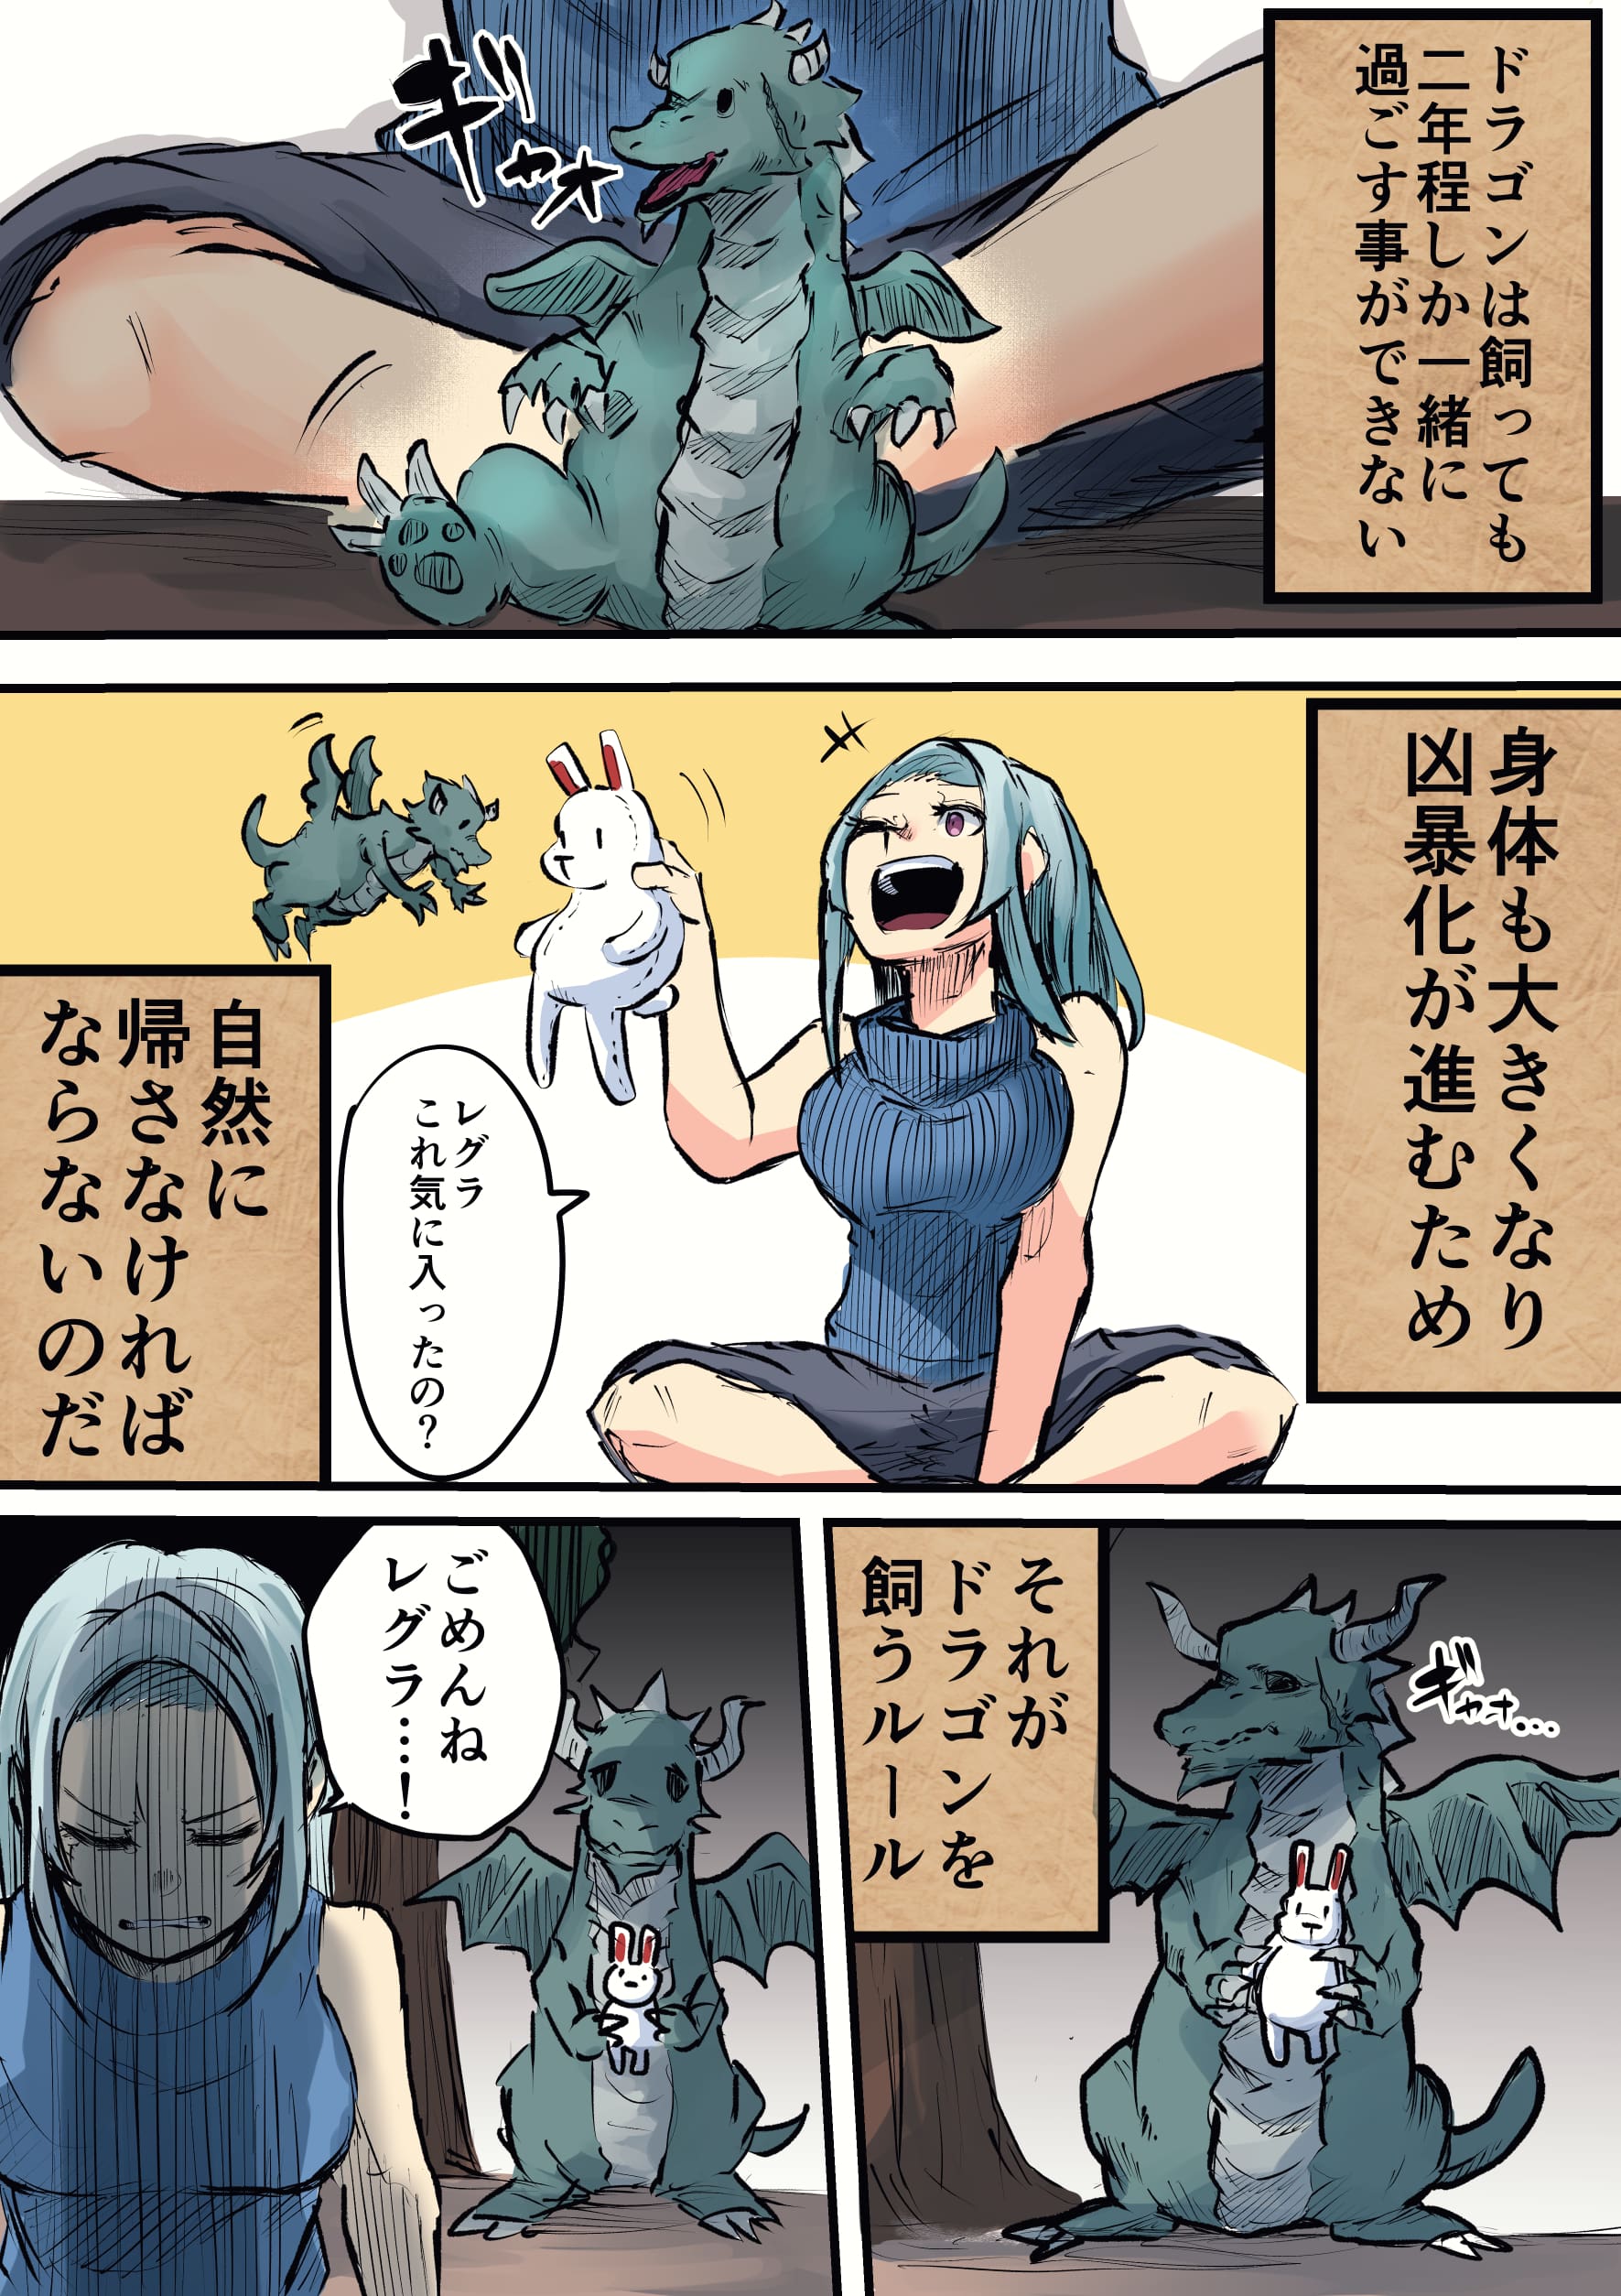 ドラゴンは飼っても
二年程しか一緒に
過ごす事ができない
ギャオ
身体も大きくなり
凶暴化が進むため
レグラ
これ気に入ったの？
自然に
帰さなければ
ならないのだ
ギャオ…
それが
ドラゴンを
飼うルール
ごめんね
レグラ…！